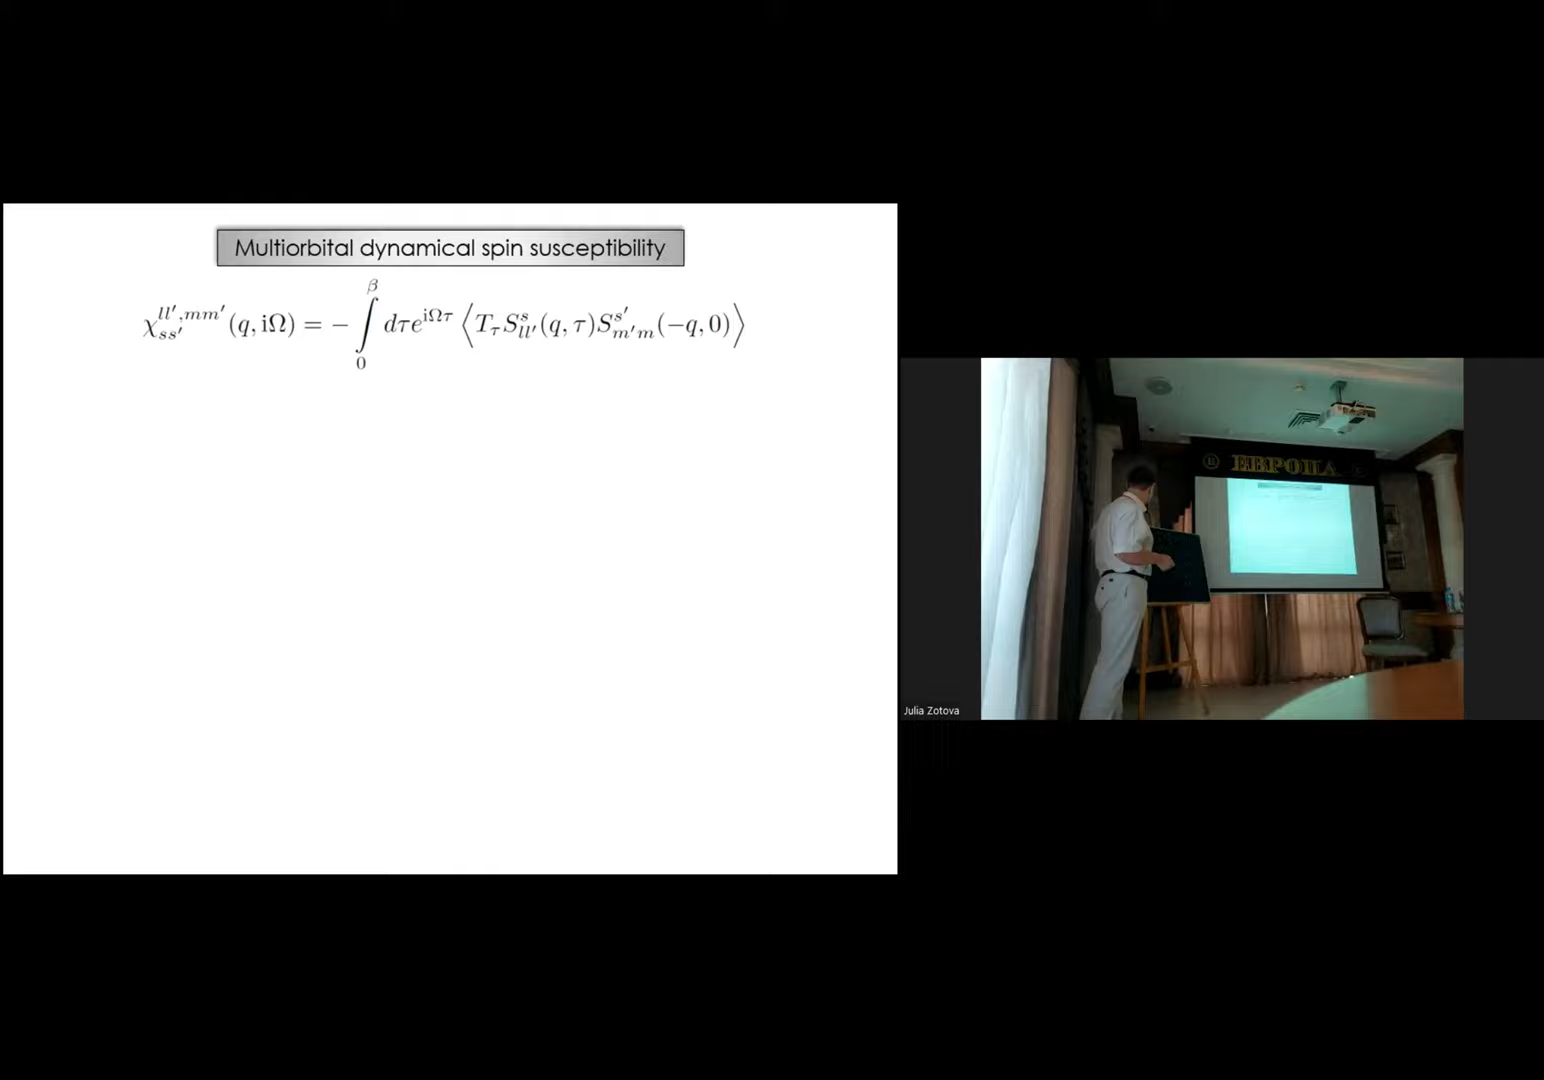 Multiorbital dynamical spin susceptibility
χ_{ss'}^{ll',mm'}(q, iΩ) = − ∫_0^β dτ e^{iΩτ} ⟨T_τ S^s_{ll'}(q, τ) S^{s'}_{m'm}(−q, 0)⟩
ЕВРОПА
Julia Zotova